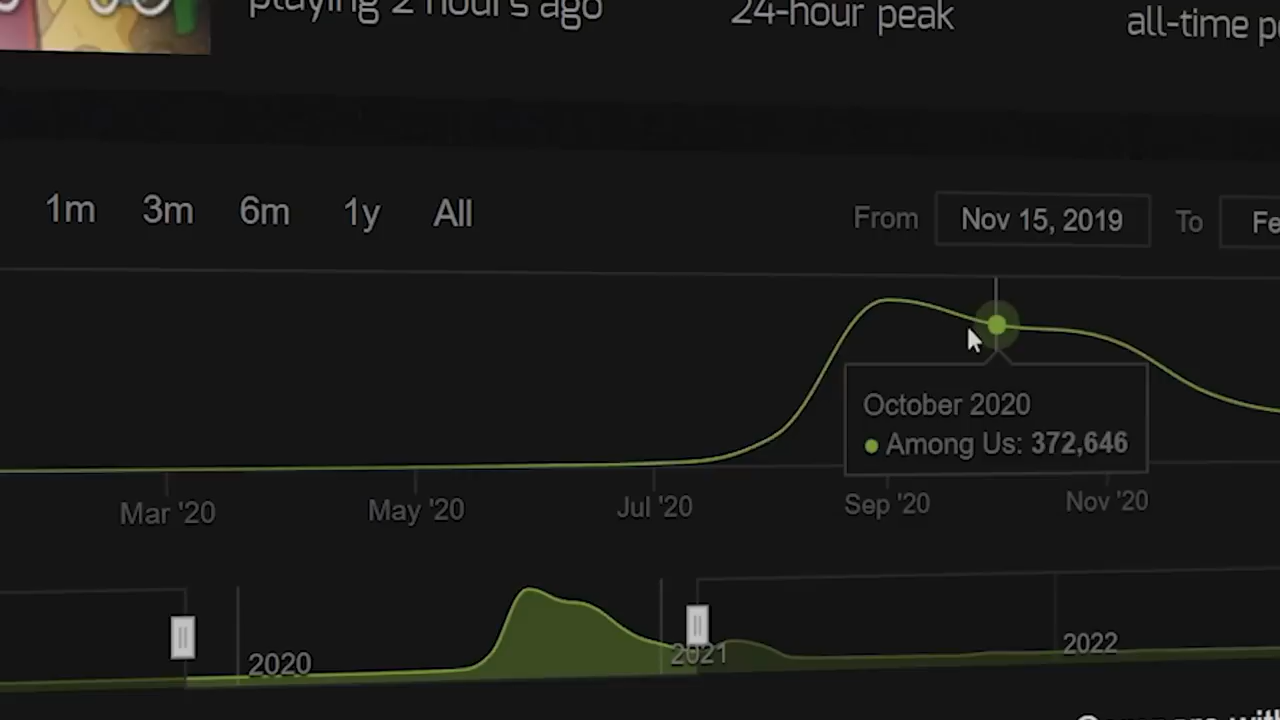 playing 2 hours ago
24-hour peak
all-time
1m 3m 6m 1y All
From Nov 15, 2019 To
October 2020
Among Us: 372,646
Mar '20 May '20 Jul '20 Sep '20 Nov '20
2020 2021 2022